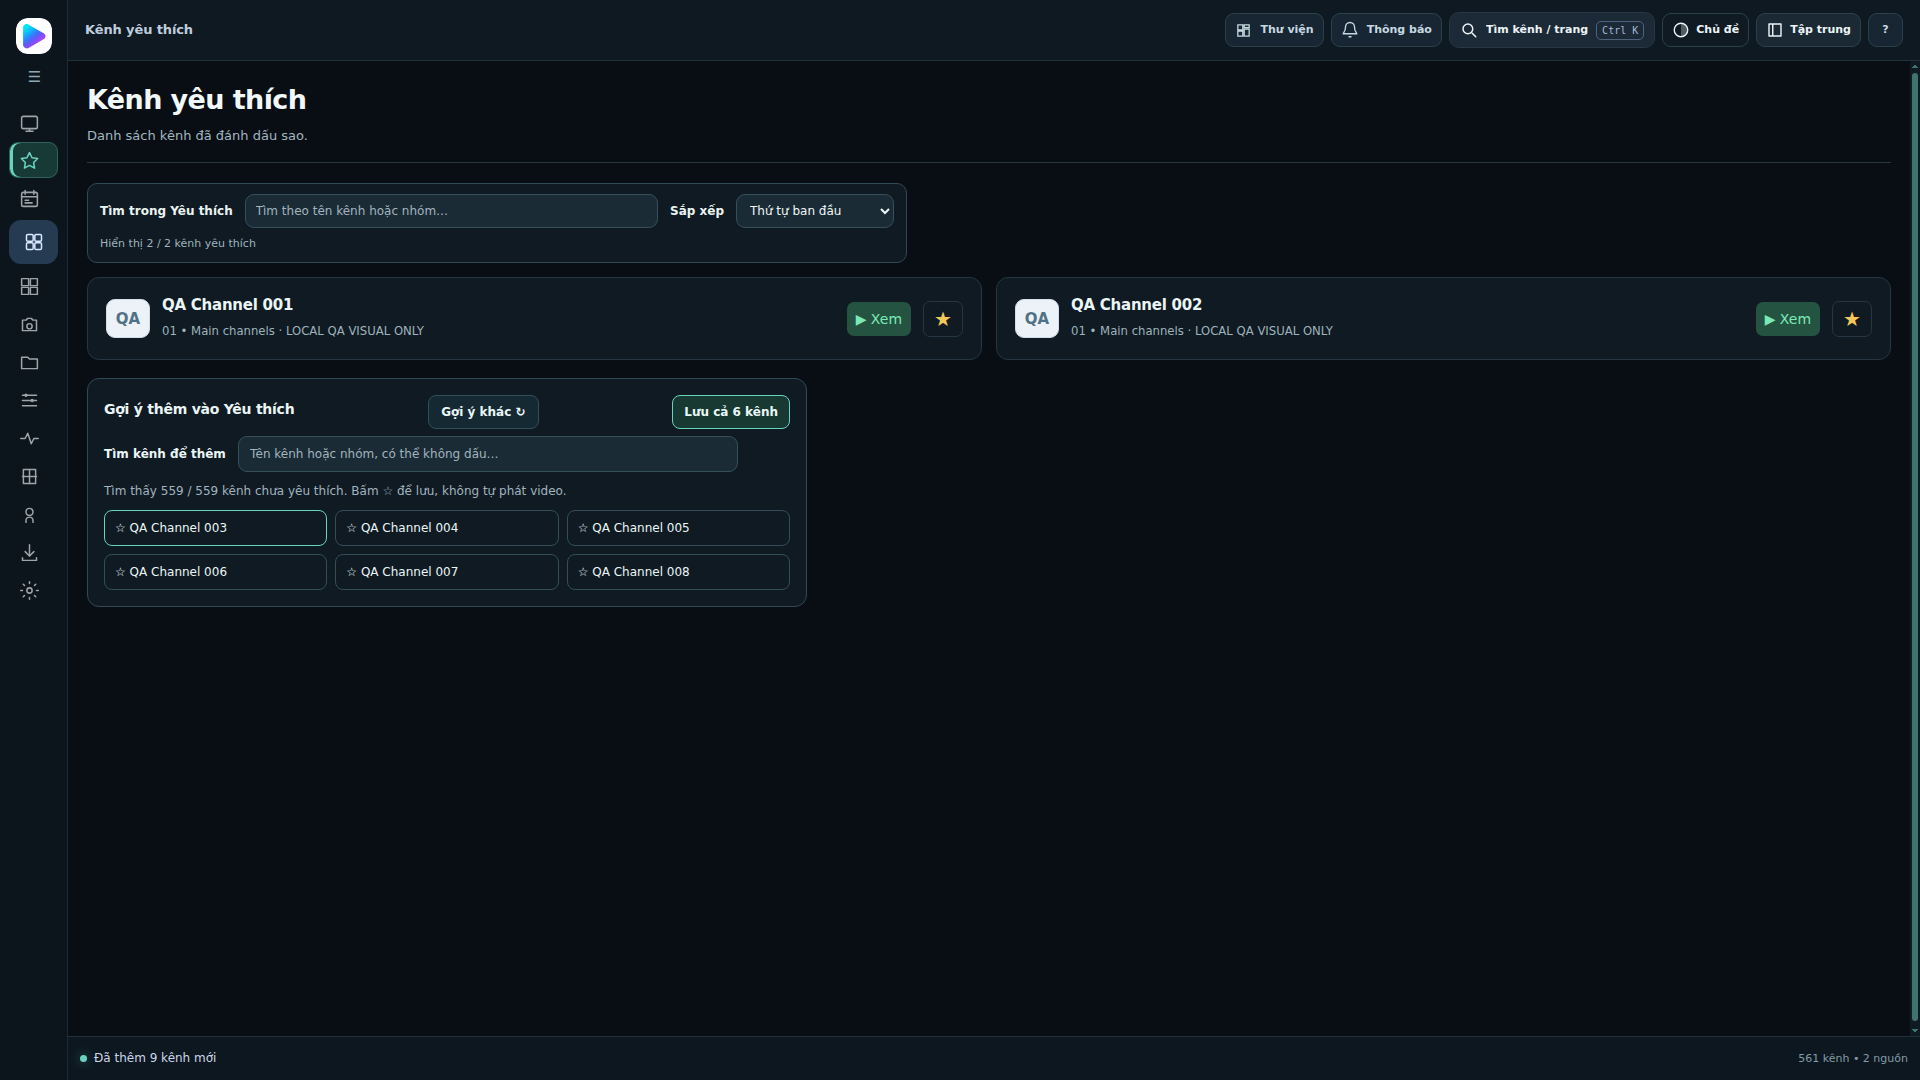 Kênh yêu thích
Thư viện
Thông báo
Tìm kênh / trang Ctrl K
Chủ đề
Tập trung
?
Kênh yêu thích
Danh sách kênh đã đánh dấu sao.
Tìm trong Yêu thích
Tìm theo tên kênh hoặc nhóm...
Sắp xếp
Thứ tự ban đầu
Hiển thị 2 / 2 kênh yêu thích
QA
QA Channel 001
01 • Main channels · LOCAL QA VISUAL ONLY
▶ Xem
★
QA
QA Channel 002
01 • Main channels · LOCAL QA VISUAL ONLY
▶ Xem
★
Gợi ý thêm vào Yêu thích
Gợi ý khác ↻
Lưu cả 6 kênh
Tìm kênh để thêm
Tên kênh hoặc nhóm, có thể không dấu...
Tìm thấy 559 / 559 kênh chưa yêu thích. Bấm ☆ để lưu, không tự phát video.
☆ QA Channel 003
☆ QA Channel 004
☆ QA Channel 005
☆ QA Channel 006
☆ QA Channel 007
☆ QA Channel 008
Đã thêm 9 kênh mới
561 kênh • 2 nguồn